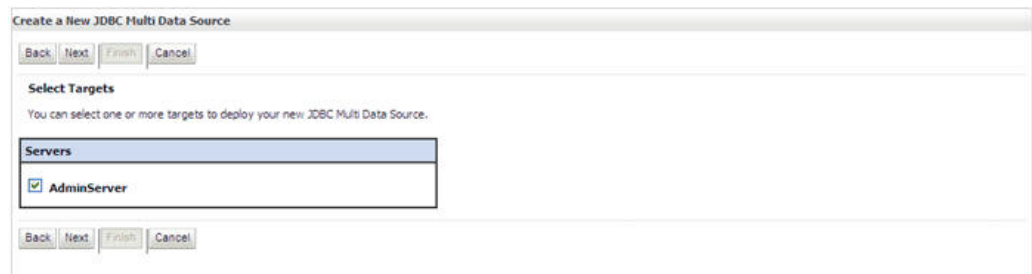 Create a New JDBC Multi Data Source
Back Next Finish Cancel
Select Targets
You can select one or more targets to deploy your new JDBC Multi Data Source.
Servers
AdminServer
Back Next Finish Cancel